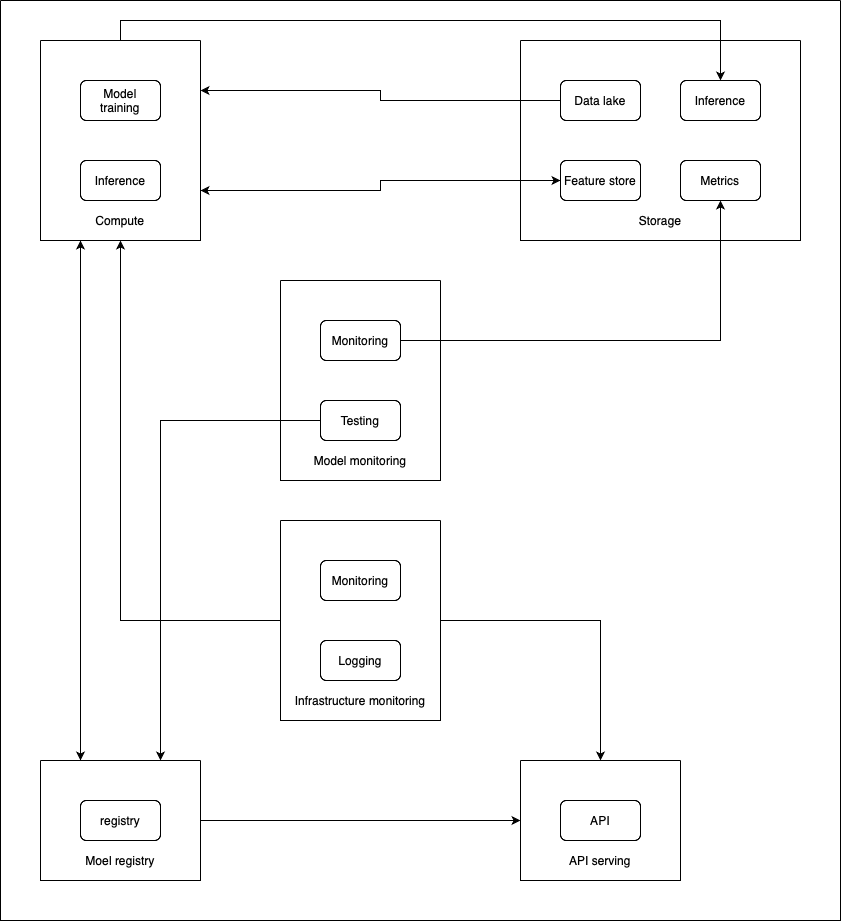 Model
training
Data lake
Inference
Inference
Feature store
Metrics
Compute
Storage
Monitoring
Testing
Model monitoring
Monitoring
Logging
Infrastructure monitoring
registry
API
Moel registry
API serving